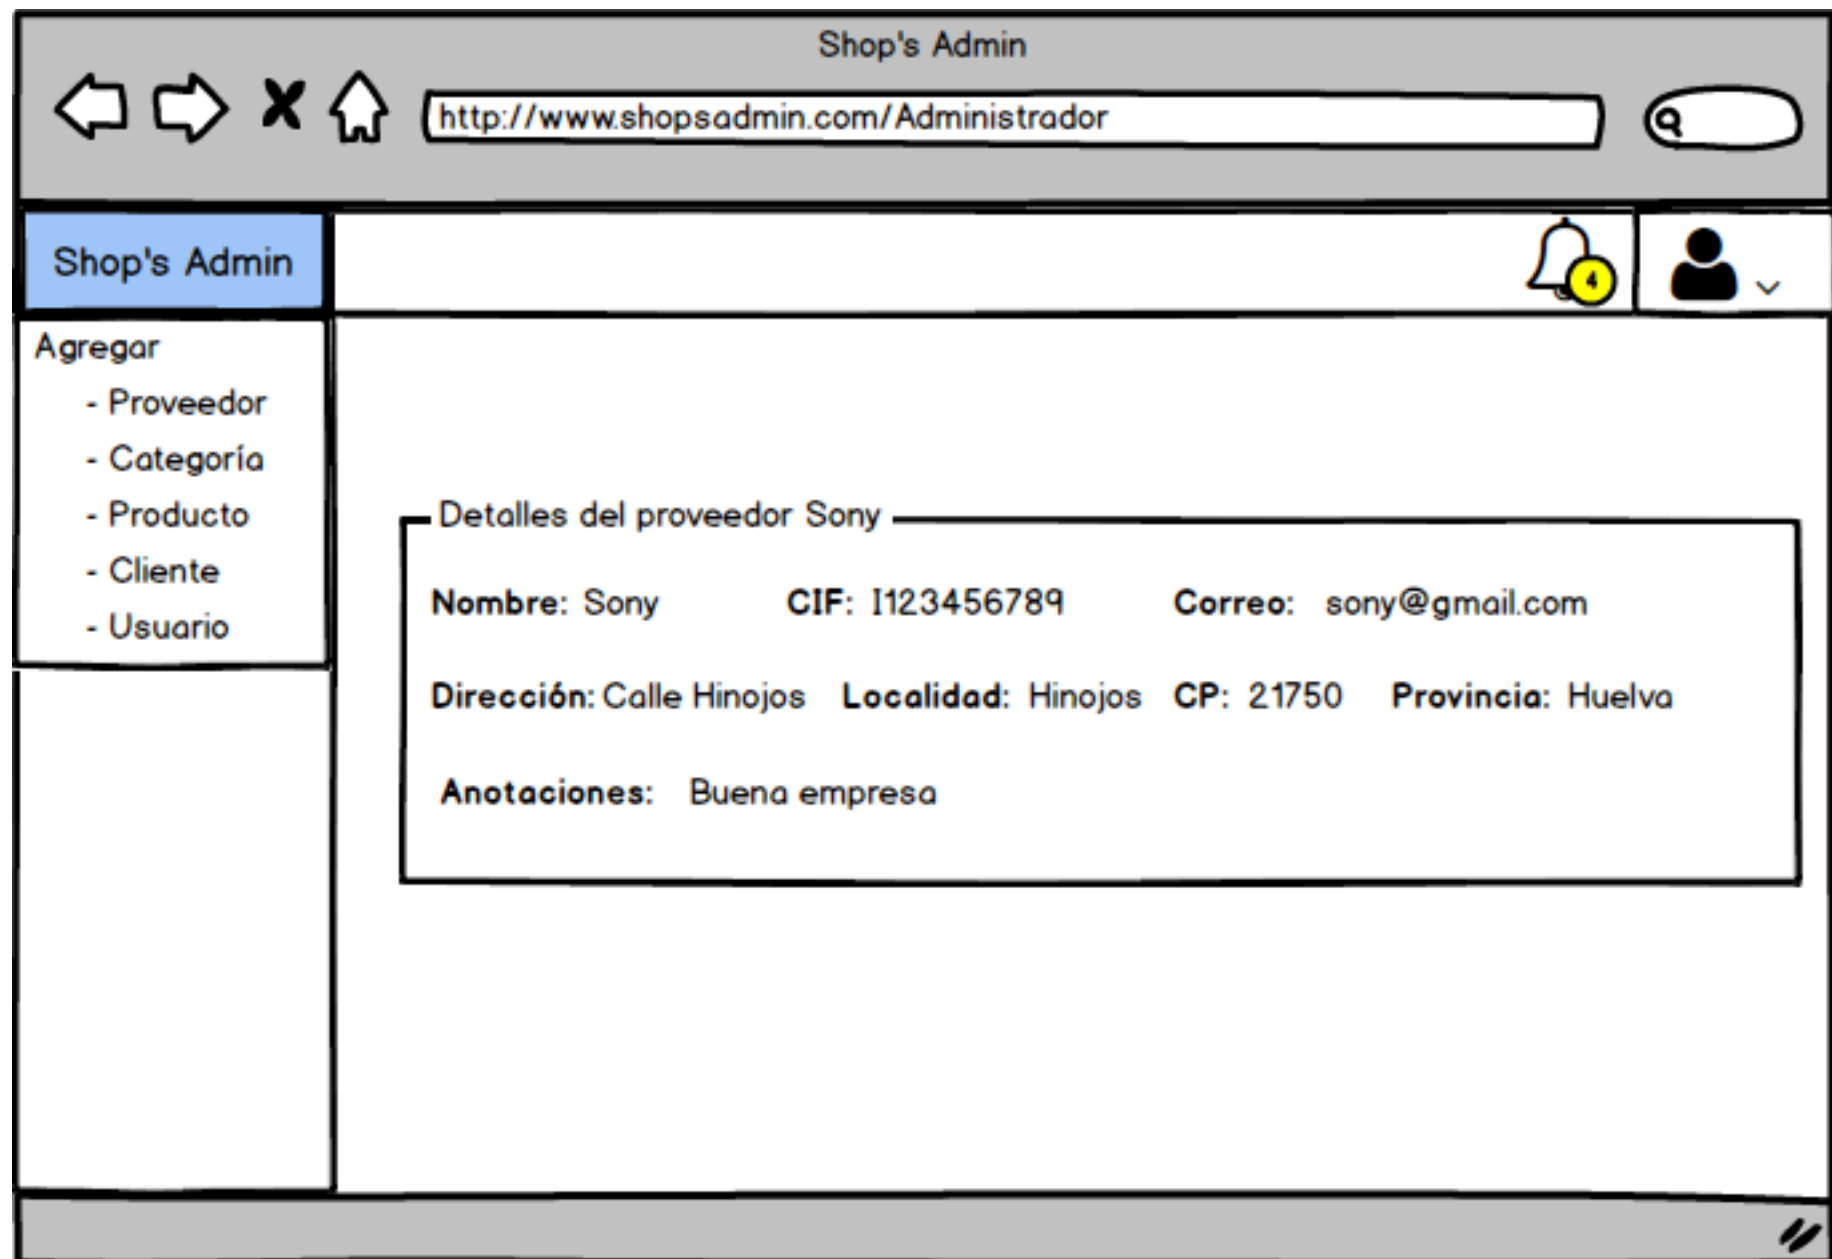 Shop's Admin
http://www.shopsadmin.com/Administrador
Shop's Admin
4
Agregar
- Proveedor
- Categoría
- Producto
- Cliente
- Usuario
Detalles del proveedor Sony
Nombre: Sony CIF: I123456789 Correo: sony@gmail.com
Dirección: Calle Hinojos Localidad: Hinojos CP: 21750 Provincia: Huelva
Anotaciones: Buena empresa